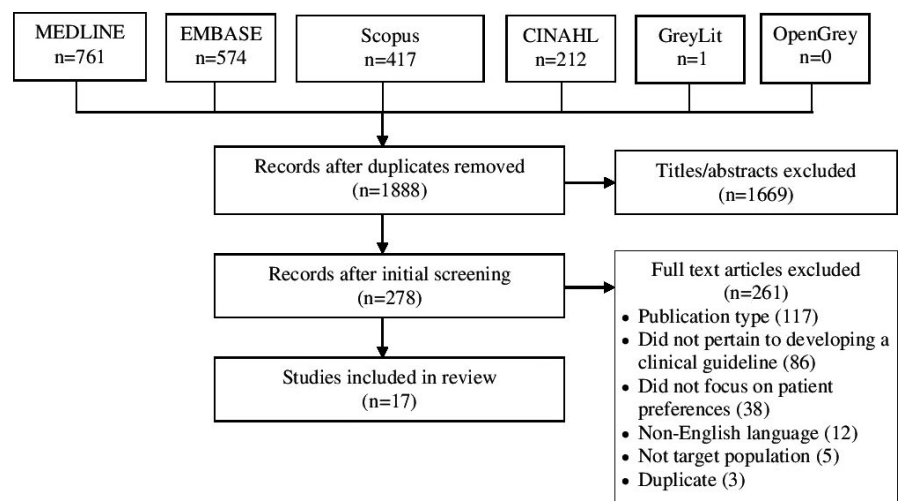 MEDLINE
n=761
EMBASE
n=574
Scopus
n=417
CINAHL
n=212
GreyLit
n=1
OpenGrey
n=0
Records after duplicates removed
(n=1888)
Titles/abstracts excluded
(n=1669)
Records after initial screening
(n=278)
Full text articles excluded
(n=261)
• Publication type (117)
• Did not pertain to developing a
clinical guideline (86)
• Did not focus on patient
preferences (38)
• Non-English language (12)
• Not target population (5)
• Duplicate (3)
Studies included in review
(n=17)